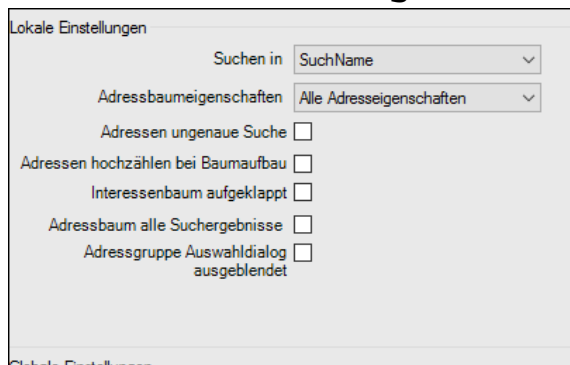 Lokale Einstellungen
Suchen in SuchName
Adressbaumeigenschaften Alle Adresseigenschaften
Adressen ungenaue Suche
Adressen hochzählen bei Baumaufbau
Interessenbaum aufgeklappt
Adressbaum alle Suchergebnisse
Adressgruppe Auswahldialog
ausgeblendet